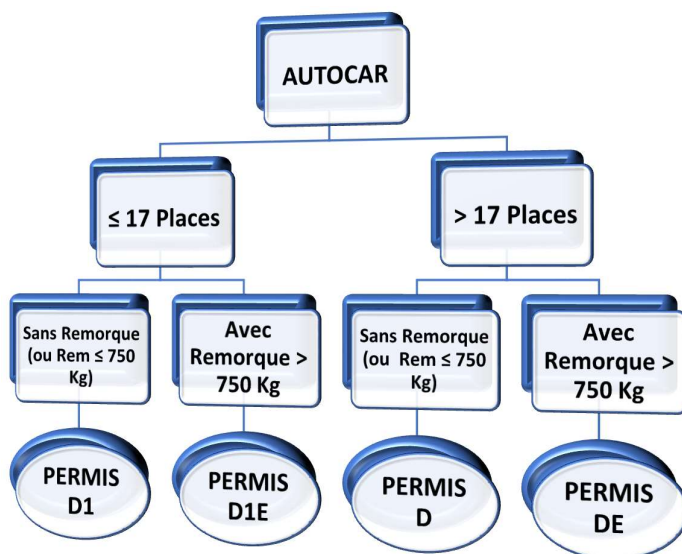 AUTOCAR
≤ 17 Places
> 17 Places
Sans Remorque
(ou Rem ≤ 750
Kg)
Avec
Remorque >
750 Kg
Sans Remorque
(ou Rem ≤ 750
Kg)
Avec
Remorque >
750 Kg
PERMIS
D1
PERMIS
D1E
PERMIS
D
PERMIS
DE